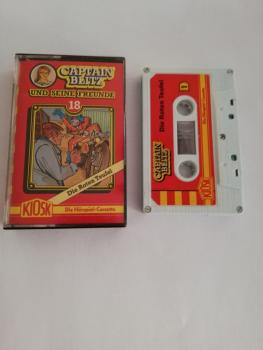 CAPTAIN
BLITZ
UND SEINE FREUNDE
18
Die Roten Teufel
KIOSK
Die Hörspiel-Cassette
Die Roten Teufel
CAPTAIN
BLITZ
1
KIOSK